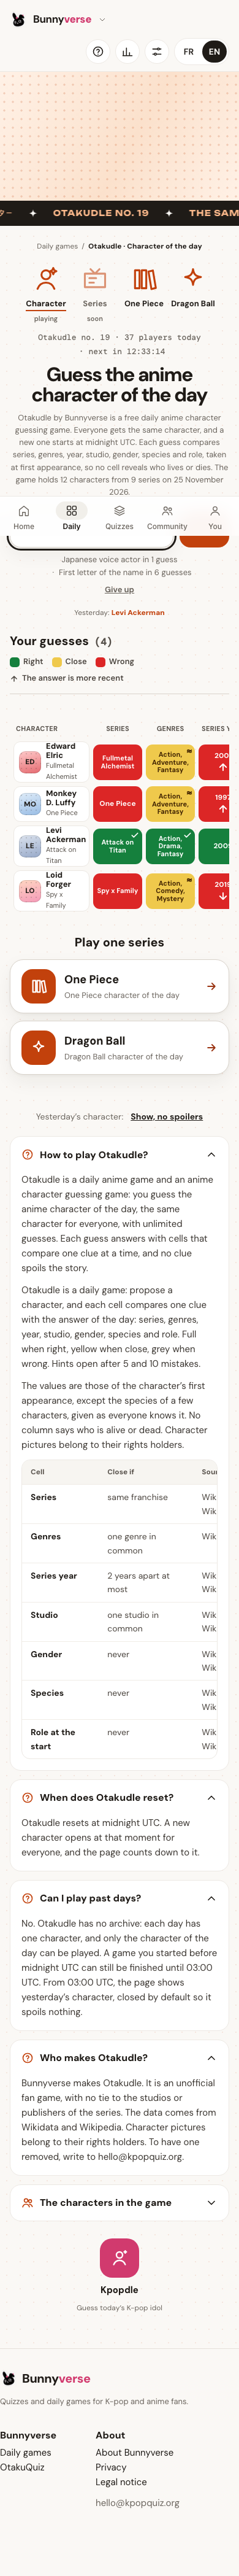 Bunnyverse
FR EN
OTAKUDLE NO. 19 ✦ THE SAM
Daily games / Otakudle · Character of the day
Character
playing
Series
soon
One Piece
Dragon Ball
Otakudle no. 19 · 37 players today
· next in 12:33:14
Guess the anime
character of the day
Otakudle by Bunnyverse is a free daily anime character
guessing game. Everyone gets the same character, and a
new one starts at midnight UTC. Each guess compares
series, genres, year, studio, gender, species and role, taken
at first appearance, so no cell reveals who lives or dies. The
game holds 12 characters from 9 series on 25 November
2026.
Home
Daily
Quizzes
Community
You
Japanese voice actor in 1 guess
· First letter of the name in 6 guesses
Give up
Yesterday: Levi Ackerman
Your guesses (4)
Right Close Wrong
↑ The answer is more recent
CHARACTER SERIES GENRES SERIES Y
ED
Edward
Elric
Fullmetal
Alchemist
Fullmetal
Alchemist
Action,
Adventure,
Fantasy
200
↑
MO
Monkey
D. Luffy
One Piece
One Piece
Action,
Adventure,
Fantasy
1997
↑
LE
Levi
Ackerman
Attack on
Titan
Attack on
Titan
Action,
Drama,
Fantasy
2009
LO
Loid
Forger
Spy x
Family
Spy x Family
Action,
Comedy,
Mystery
2019
↓
Play one series
One Piece
One Piece character of the day
Dragon Ball
Dragon Ball character of the day
Yesterday's character: Show, no spoilers
How to play Otakudle?
Otakudle is a daily anime game and an anime
character guessing game: you guess the
anime character of the day, the same
character for everyone, with unlimited
guesses. Each guess answers with cells that
compare one clue at a time, and no clue
spoils the story.
Otakudle is a daily game: propose a
character, and each cell compares one clue
with the answer of the day: series, genres,
year, studio, gender, species and role. Full
when right, yellow when close, grey when
wrong. Hints open after 5 and 10 mistakes.
The values are those of the character's first
appearance, except the species of a few
characters, given as everyone knows it. No
column says who is alive or dead. Character
pictures belong to their rights holders.
Cell Close if Sour
Series same franchise Wik
Wik
Genres one genre in
common Wik
Series year 2 years apart at
most Wik
Wik
Studio one studio in
common Wik
Wik
Gender never Wik
Wik
Species never Wik
Wik
Role at the
start never Wik
Wik
When does Otakudle reset?
Otakudle resets at midnight UTC. A new
character opens at that moment for
everyone, and the page counts down to it.
Can I play past days?
No. Otakudle has no archive: each day has
one character, and only the character of the
day can be played. A game you started before
midnight UTC can still be finished until 03:00
UTC. From 03:00 UTC, the page shows
yesterday's character, closed by default so it
spoils nothing.
Who makes Otakudle?
Bunnyverse makes Otakudle. It is an unofficial
fan game, with no tie to the studios or
publishers of the series. The data comes from
Wikidata and Wikipedia. Character pictures
belong to their rights holders. To have one
removed, write to hello@kpopquiz.org.
The characters in the game
Kpopdle
Guess today's K-pop idol
Bunnyverse
Quizzes and daily games for K-pop and anime fans.
Bunnyverse
Daily games
OtakuQuiz
About
About Bunnyverse
Privacy
Legal notice
hello@kpopquiz.org